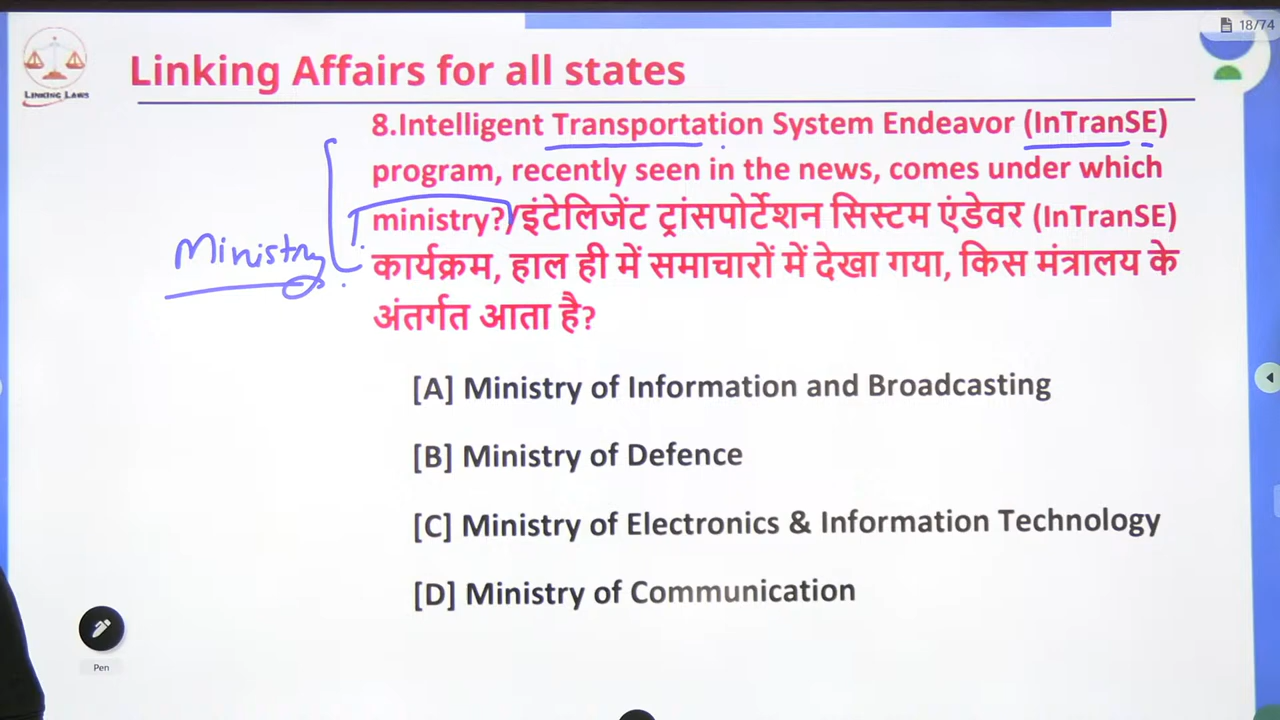 18/74
LINKING LAWS
Linking Affairs for all states
8.Intelligent Transportation System Endeavor (InTranSE)
program, recently seen in the news, comes under which
ministry?/इंटेलिजेंट ट्रांसपोर्टेशन सिस्टम एंडेवर (InTranSE)
कार्यक्रम, हाल ही में समाचारों में देखा गया, किस मंत्रालय के
अंतर्गत आता है?
Ministry
[A] Ministry of Information and Broadcasting
[B] Ministry of Defence
[C] Ministry of Electronics & Information Technology
[D] Ministry of Communication
Pen